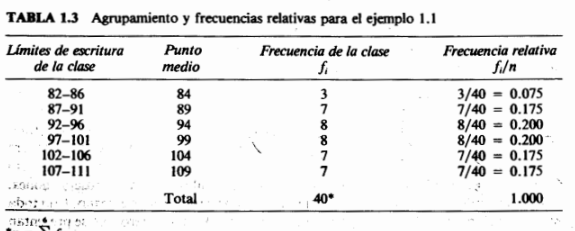 TABLA 1.3 Agrupamiento y frecuencias relativas para el ejemplo 1.1
Límites de escritura de la clase Punto medio Frecuencia de la clase fi Frecuencia relativa fi/n
82–86 84 3 3/40 = 0.075
87–91 89 7 7/40 = 0.175
92–96 94 8 8/40 = 0.200
97–101 99 8 8/40 = 0.200
102–106 104 7 7/40 = 0.175
107–111 109 7 7/40 = 0.175
Total 40* 1.000